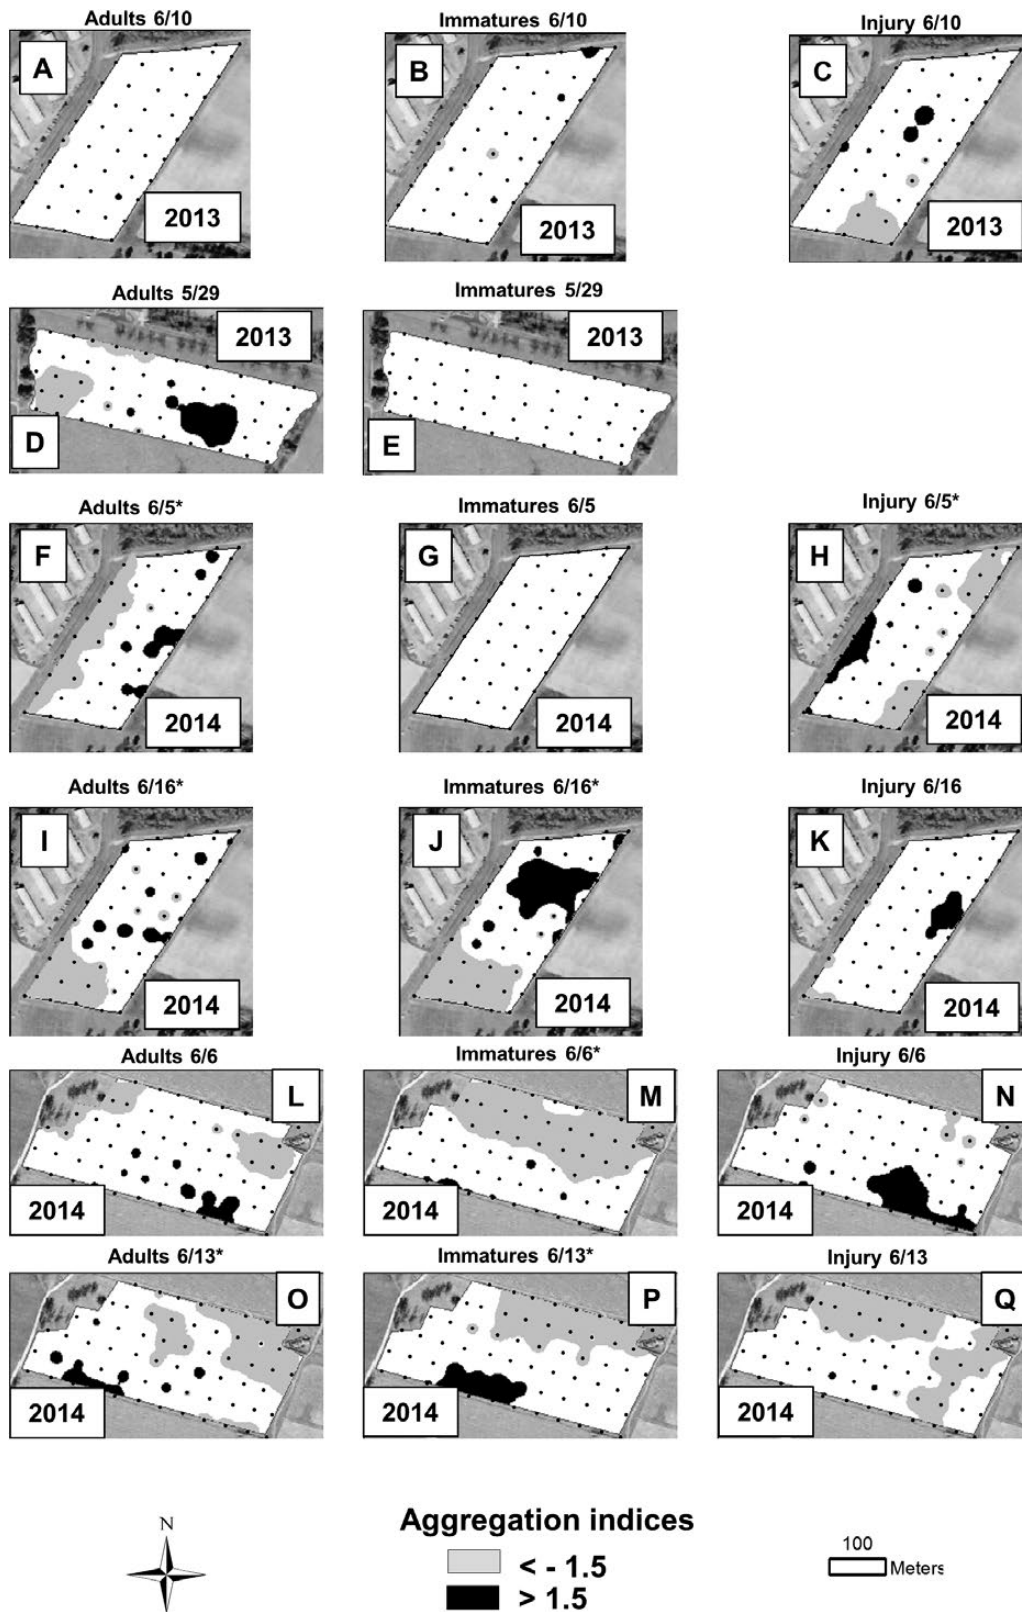 Adults 6/10
Immatures 6/10
Injury 6/10
A
B
C
2013
2013
2013
Adults 5/29
Immatures 5/29
2013
2013
D
E
Adults 6/5*
Immatures 6/5
Injury 6/5*
F
G
H
2014
2014
2014
Adults 6/16*
Immatures 6/16*
Injury 6/16
I
J
K
2014
2014
2014
Adults 6/6
Immatures 6/6*
Injury 6/6
L
M
N
2014
2014
2014
Adults 6/13*
Immatures 6/13*
Injury 6/13
O
P
Q
2014
2014
2014
N
Aggregation indices
< - 1.5
> 1.5
100
Meters